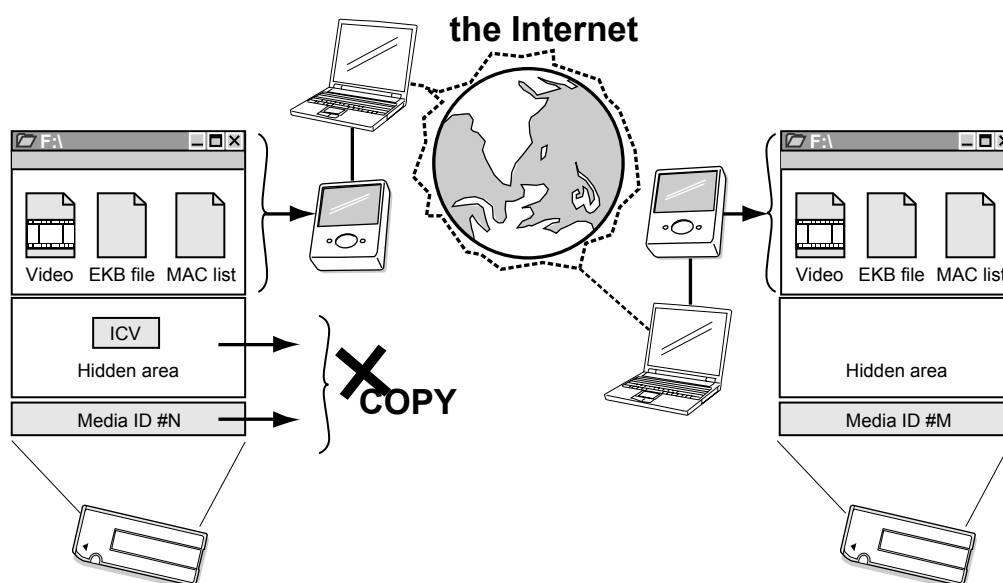 the Internet
F:\
Video EKB file MAC list
ICV
Hidden area
Media ID #N
COPY
F:\
Video EKB file MAC list
Hidden area
Media ID #M